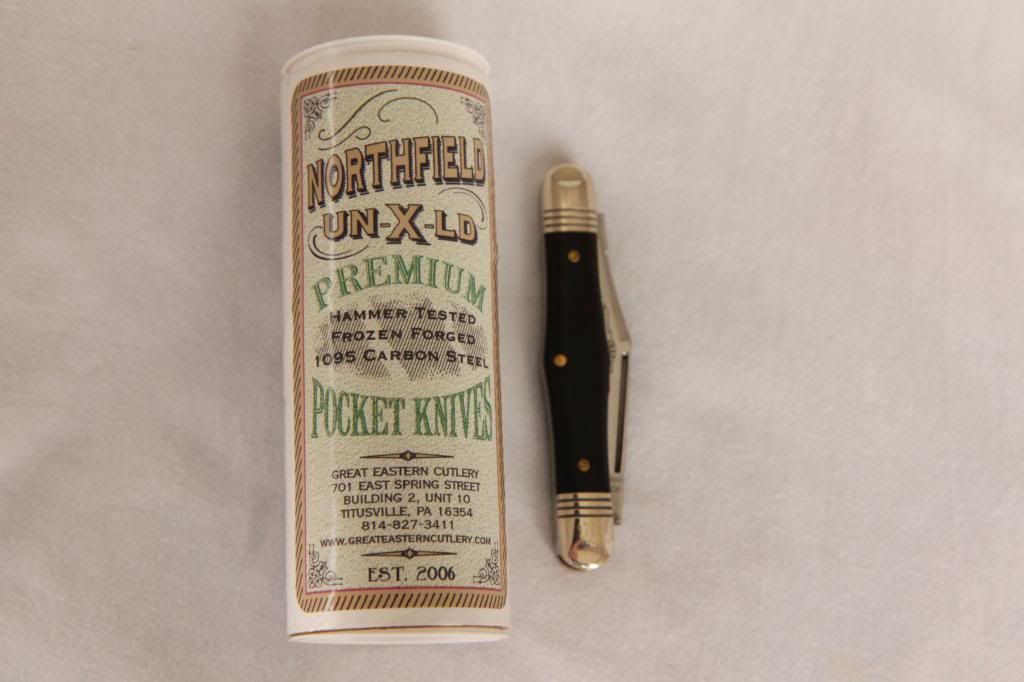 NORTHFIELD
UN-X-LD
PREMIUM
HAMMER TESTED
FROZEN FORGED
1095 CARBON STEEL
POCKET KNIVES
GREAT EASTERN CUTLERY
701 EAST SPRING STREET
BUILDING 2, UNIT 10
TITUSVILLE, PA 16354
814-827-3411
WWW.GREATEASTERNCUTLERY.COM
EST. 2006